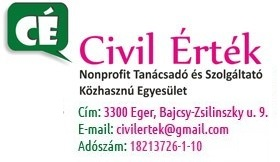 CÉ
Civil Érték
Nonprofit Tanácsadó és Szolgáltató
Közhasznú Egyesület
Cím: 3300 Eger, Bajcsy-Zsilinszky u. 9.
E-mail: civilertek@gmail.com
Adószám: 18213726-1-10